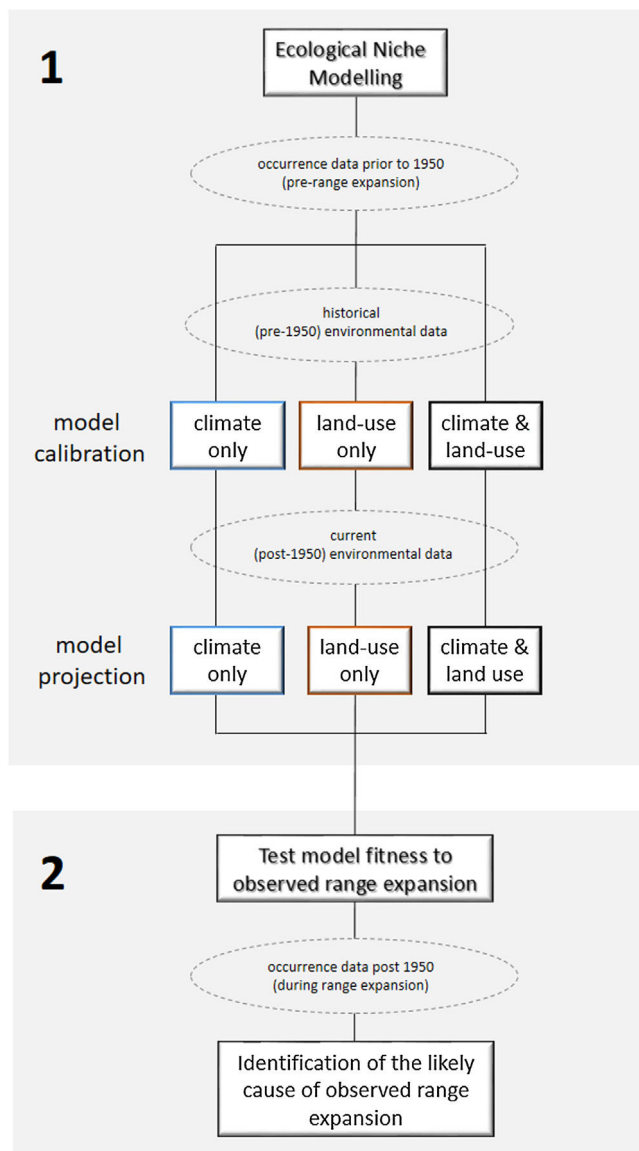 1
Ecological Niche
Modelling
occurrence data prior to 1950
(pre-range expansion)
historical
(pre-1950) environmental data
model
calibration
climate
only
land-use
only
climate &
land-use
current
(post-1950) environmental data
model
projection
climate
only
land-use
only
climate &
land use
2
Test model fitness to
observed range expansion
occurrence data post 1950
(during range expansion)
Identification of the likely
cause of observed range
expansion